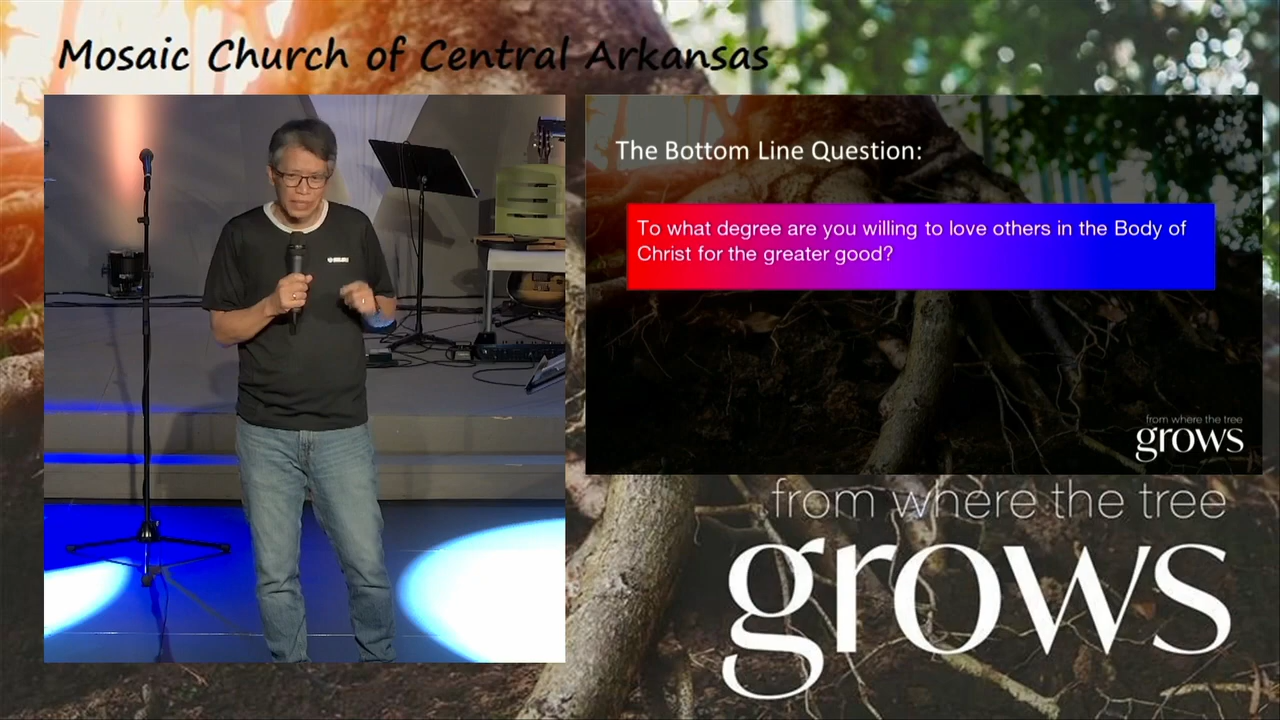 Mosaic Church of Central Arkansas
The Bottom Line Question:
To what degree are you willing to love others in the Body of
Christ for the greater good?
from where the tree
grows
from where the tree
grows